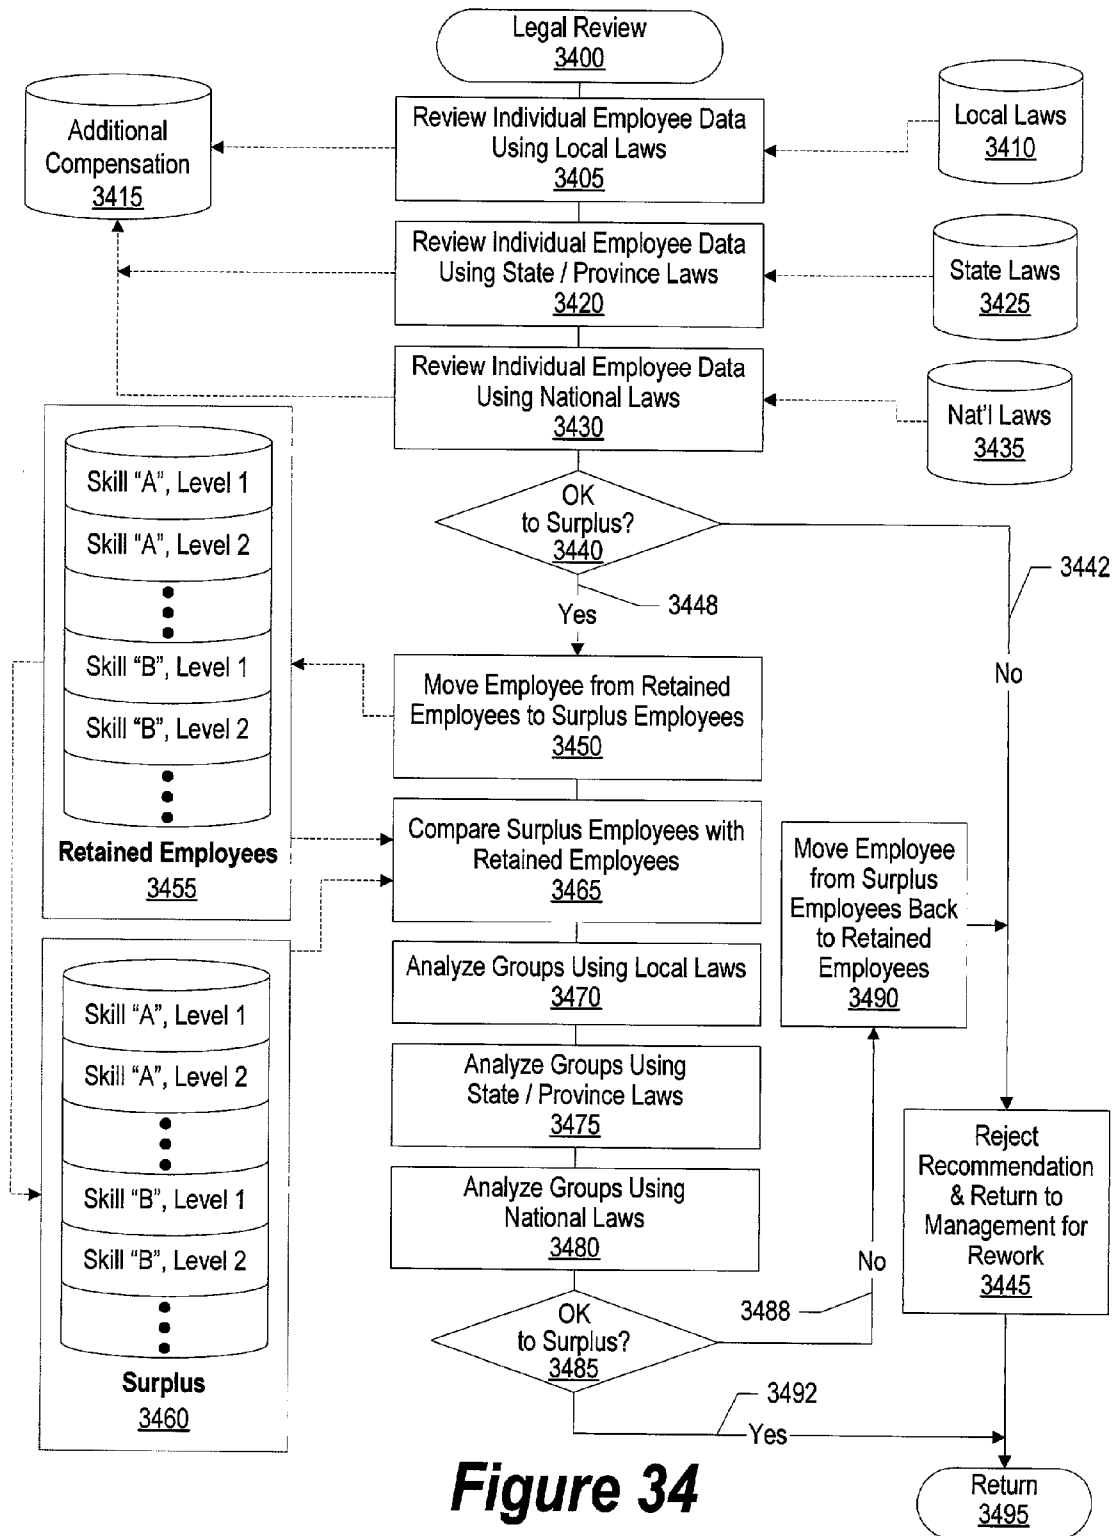 Legal Review
3400
Additional
Compensation
3415
Review Individual Employee Data
Using Local Laws
3405
Local Laws
3410
Review Individual Employee Data
Using State / Province Laws
3420
State Laws
3425
Review Individual Employee Data
Using National Laws
3430
Nat'l Laws
3435
OK
to Surplus?
3440
3442
No
3448
Yes
Skill "A", Level 1
Skill "A", Level 2
Skill "B", Level 1
Skill "B", Level 2
Retained Employees
3455
Move Employee from Retained
Employees to Surplus Employees
3450
Compare Surplus Employees with
Retained Employees
3465
Move Employee
from Surplus
Employees Back
to Retained
Employees
3490
Analyze Groups Using Local Laws
3470
Skill "A", Level 1
Skill "A", Level 2
Skill "B", Level 1
Skill "B", Level 2
Surplus
3460
Analyze Groups Using
State / Province Laws
3475
Analyze Groups Using
National Laws
3480
Reject
Recommendation
& Return to
Management for
Rework
3445
No
3488
OK
to Surplus?
3485
3492
Yes
Return
3495
Figure 34